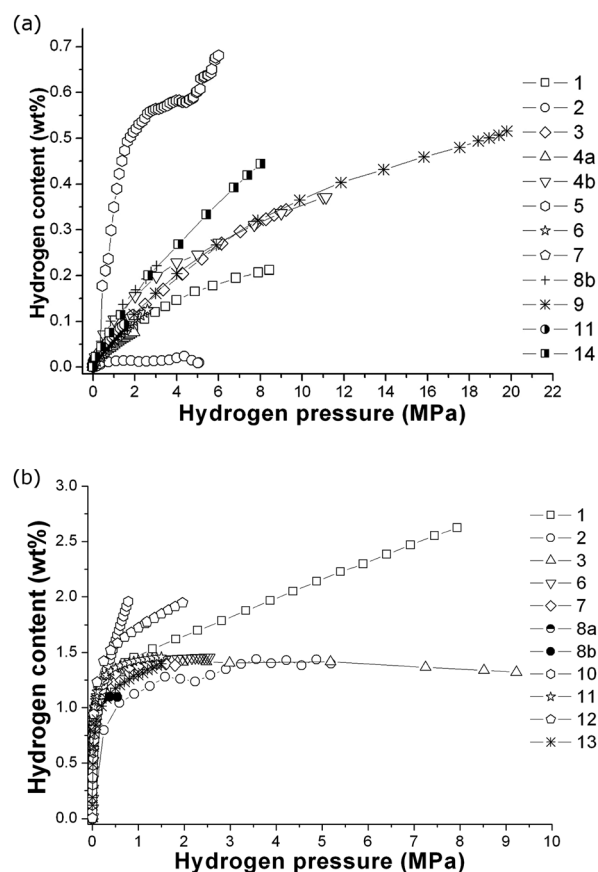 (a)
Hydrogen content (wt%)
0.7
0.6
0.5
0.4
0.3
0.2
0.1
0.0
0 2 4 6 8 10 12 14 16 18 20 22
Hydrogen pressure (MPa)
1
2
3
4a
4b
5
6
7
8b
9
11
14
(b)
Hydrogen content (wt%)
3.0
2.5
2.0
1.5
1.0
0.5
0.0
0 1 2 3 4 5 6 7 8 9 10
Hydrogen pressure (MPa)
1
2
3
6
7
8a
8b
10
11
12
13